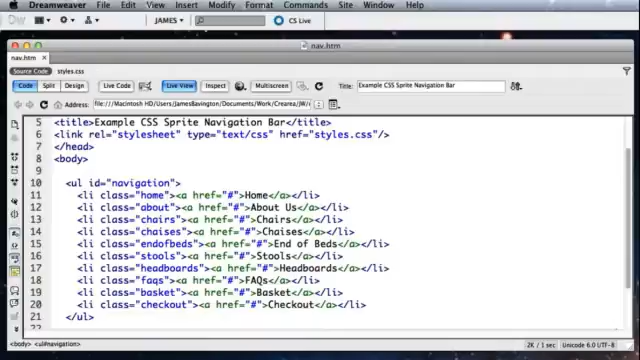 Dreamweaver File Edit View Insert Modify Format Commands Site Window Help
Dw JAMES CS Live
nav.htm
nav.htm
Source Code styles.css
Code Split Design Live Code Live View Inspect Multiscreen Title: Example CSS Sprite Navigation Bar
Address: file:///Macintosh HD/Users/JamesBavington/Documents/Work/Crearea/JW/
5 <title>Example CSS Sprite Navigation Bar</title>
6 <link rel="stylesheet" type="text/css" href="styles.css"/>
7 </head>
8 <body>
9
10 <ul id="navigation">
11 <li class="home"><a href="#">Home</a></li>
12 <li class="about"><a href="#">About Us</a></li>
13 <li class="chairs"><a href="#">Chairs</a></li>
14 <li class="chaises"><a href="#">Chaises</a></li>
15 <li class="endofbeds"><a href="#">End of Beds</a></li>
16 <li class="stools"><a href="#">Stools</a></li>
17 <li class="headboards"><a href="#">Headboards</a></li>
18 <li class="faqs"><a href="#">FAQs</a></li>
19 <li class="basket"><a href="#">Basket</a></li>
20 <li class="checkout"><a href="#">Checkout</a></li>
21 </ul>
22
<body> <ul#navigation> 2K / 1 sec Unicode 6.0 (UTF-8)